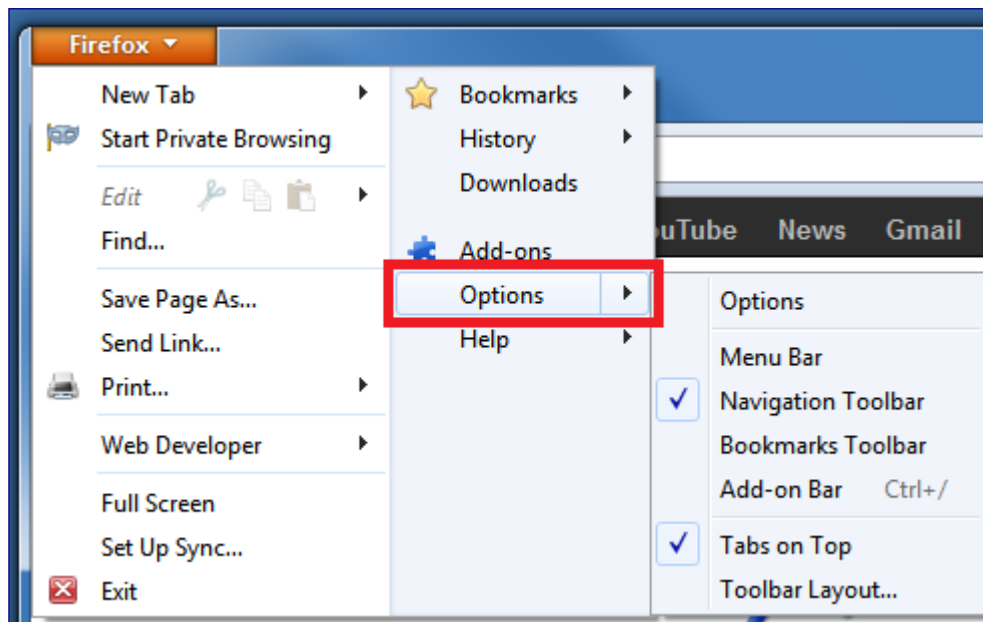 Firefox
New Tab
Start Private Browsing
Edit
Find...
Save Page As...
Send Link...
Print...
Web Developer
Full Screen
Set Up Sync...
Exit
Bookmarks
History
Downloads
Add-ons
Options
Help
uTube News Gmail
Options
Menu Bar
Navigation Toolbar
Bookmarks Toolbar
Add-on Bar Ctrl+/
Tabs on Top
Toolbar Layout...